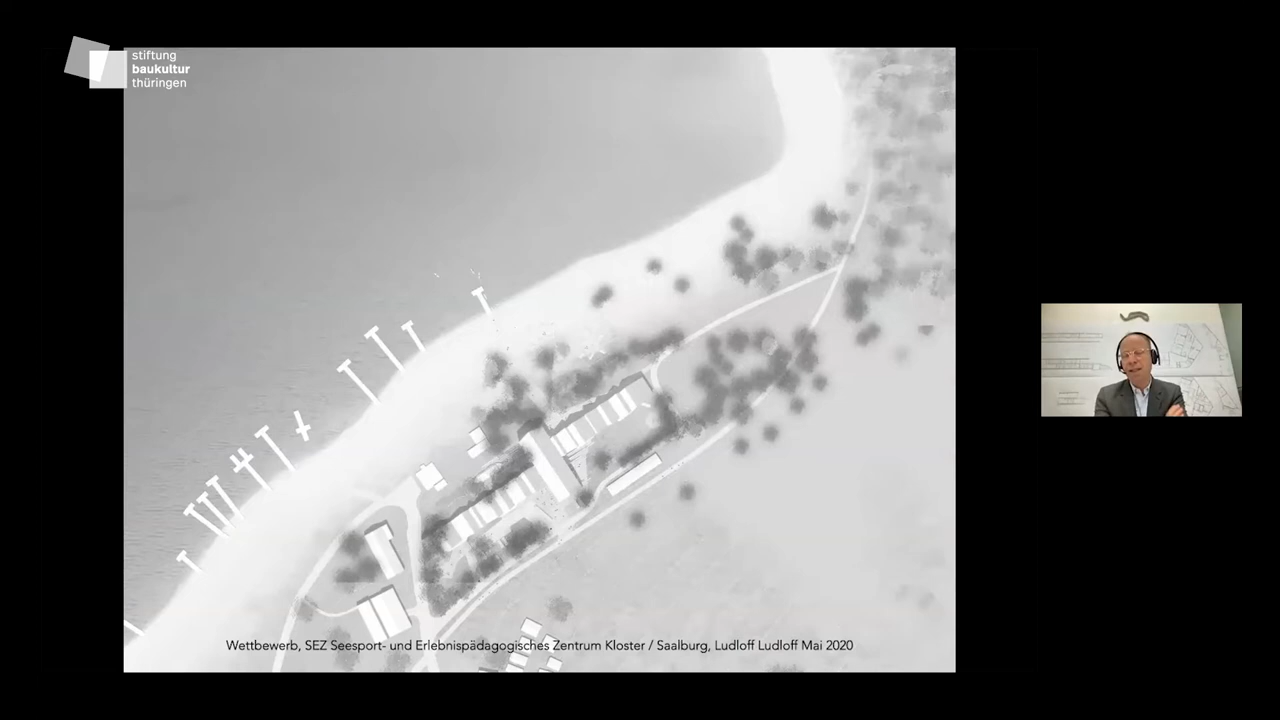 stiftung
baukultur
thüringen
Wettbewerb, SEZ Seesport- und Erlebnispädagogisches Zentrum Kloster / Saalburg, Ludloff Ludloff Mai 2020